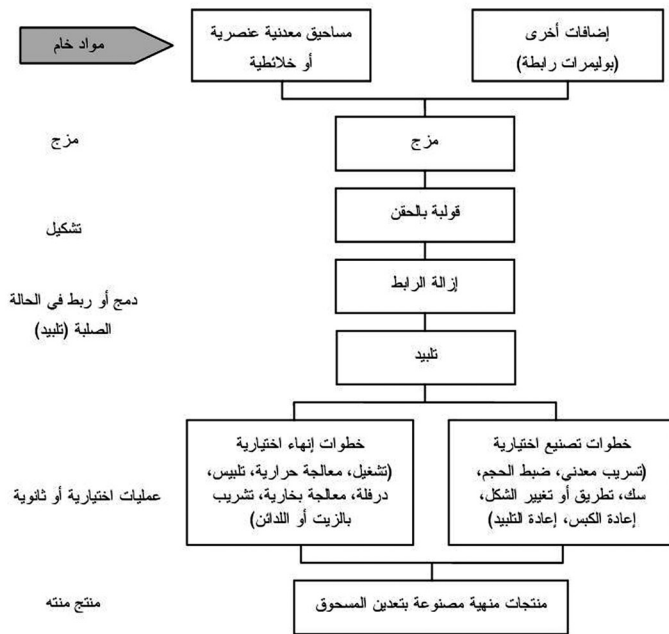 مواد خام
مساحيق معدنية عنصرية
أو خلائطية
إضافات أخرى
(بوليمرات رابطة)
مزج
مزج
تشكيل
قولبة بالحقن
إزالة الرابط
دمج أو ربط في الحالة
الصلبة (تلبيد)
تلبيد
عمليات اختيارية أو ثانوية
خطوات إنهاء اختيارية
(تشغيل، معالجة حرارية، تلبيس،
درفلة، معالجة بخارية، تشريب
بالزيت أو اللدائن)
خطوات تصنيع اختيارية
(تسريب معدنى، ضبط الحجم،
سك، تطريق أو تغيير الشكل،
إعادة الكبس، إعادة التلبيد)
منتج منته
منتجات منهية مصنوعة بتعدين المسحوق